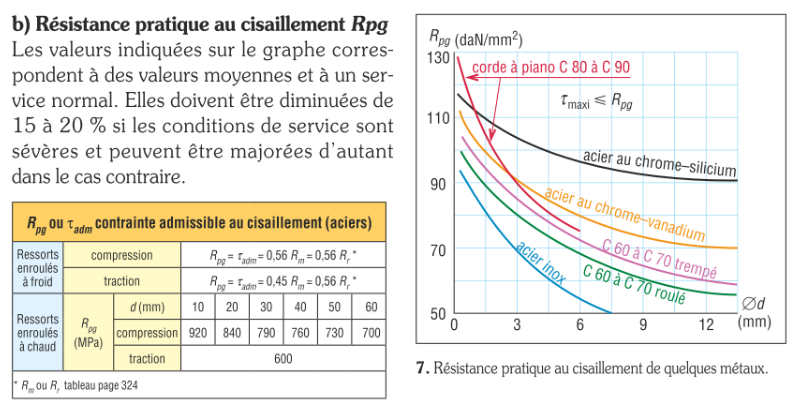 b) Résistance pratique au cisaillement Rpg
Les valeurs indiquées sur le graphe corres-
pondent à des valeurs moyennes et à un ser-
vice normal. Elles doivent être diminuées de
15 à 20 % si les conditions de service sont
sévères et peuvent être majorées d'autant
dans le cas contraire.
Rpg ou τadm contrainte admissible au cisaillement (aciers)
Ressorts enroulés à froid
compression
Rpg = τadm = 0,56 Rm = 0,56 Rr *
traction
Rpg = τadm = 0,45 Rm = 0,56 Rr *
Ressorts enroulés à chaud
Rpg (MPa)
d (mm) 10 20 30 40 50 60
compression 920 840 790 760 730 700
traction 600
* Rm ou Rr tableau page 324
Rpg (daN/mm²)
130
corde à piano C 80 à C 90
τmaxi ⩽ Rpg
110
acier au chrome–silicium
90
acier au chrome–vanadium
70
C 60 à C 70 trempé
C 60 à C 70 roulé
acier inox
50
0 3 6 9 12
Ød (mm)
7. Résistance pratique au cisaillement de quelques métaux.